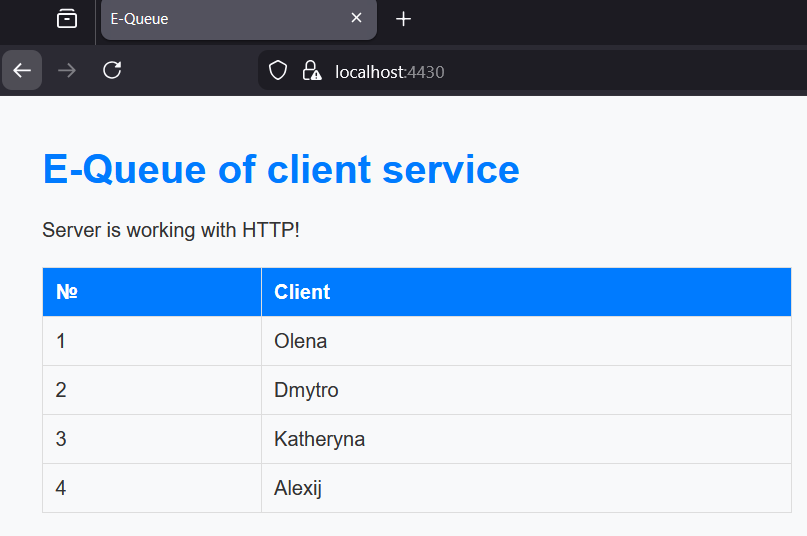 E-Queue
localhost:4430
E-Queue of client service
Server is working with HTTP!
№ Client
1 Olena
2 Dmytro
3 Katheryna
4 Alexij